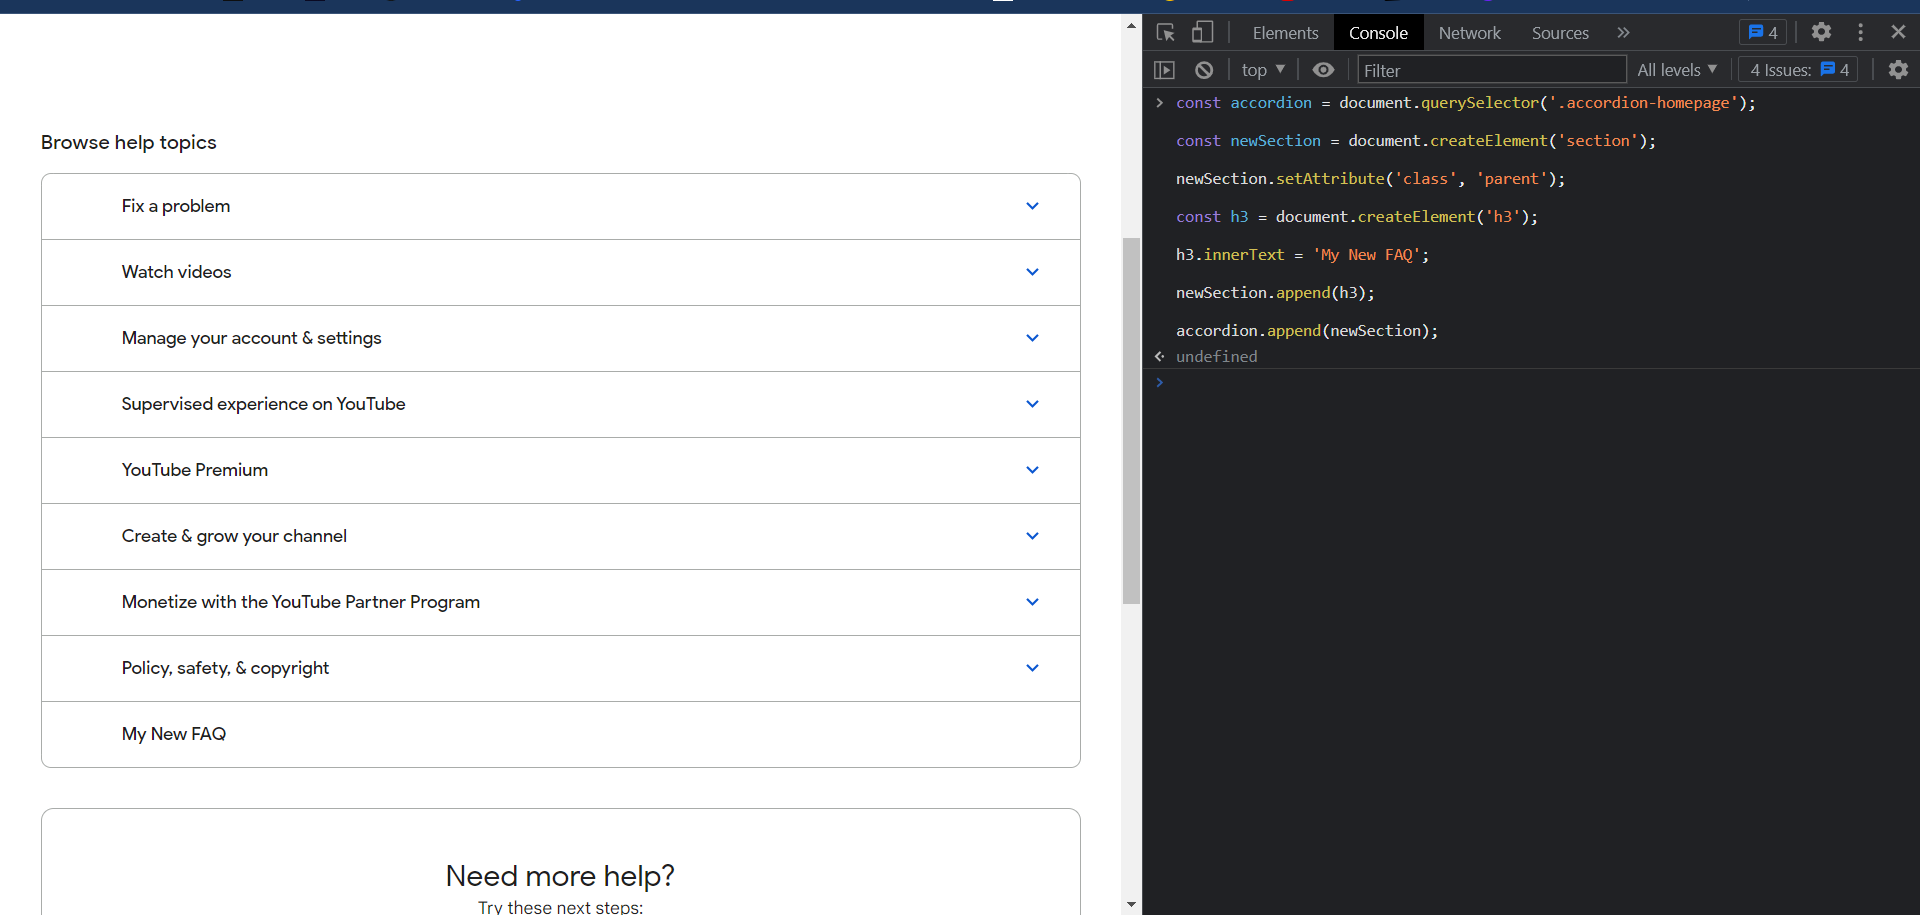 Browse help topics
Fix a problem
Watch videos
Manage your account & settings
Supervised experience on YouTube
YouTube Premium
Create & grow your channel
Monetize with the YouTube Partner Program
Policy, safety, & copyright
My New FAQ
Need more help?
Try these next steps:
Elements Console Network Sources » 4
top ▼ Filter All levels ▼ 4 Issues: 4
> const accordion = document.querySelector('.accordion-homepage');
const newSection = document.createElement('section');
newSection.setAttribute('class', 'parent');
const h3 = document.createElement('h3');
h3.innerText = 'My New FAQ';
newSection.append(h3);
accordion.append(newSection);
undefined
>